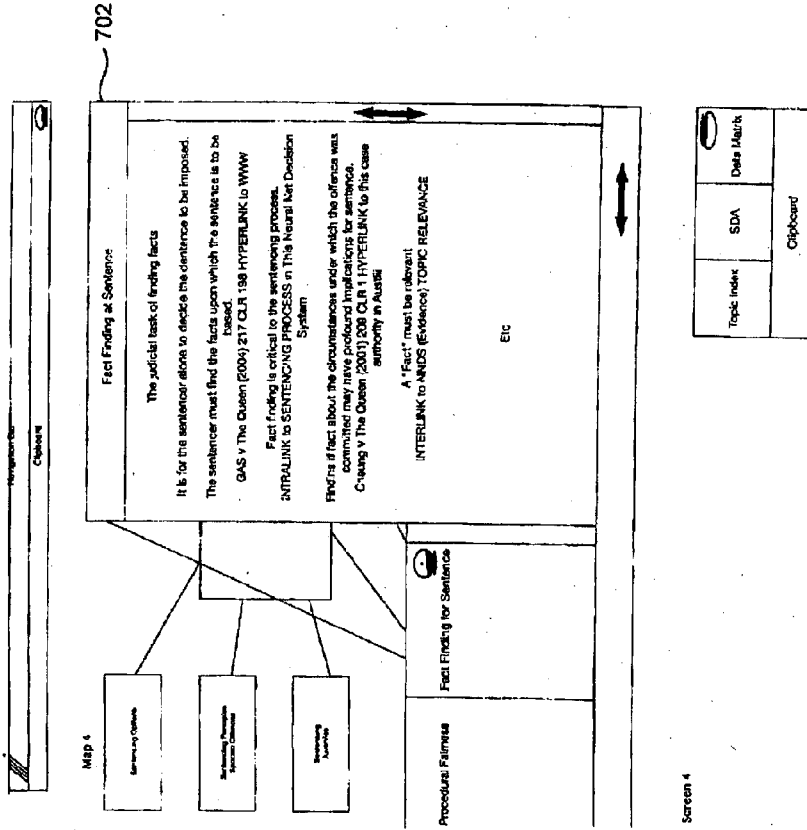 Clipboard
702
Map 4
Sentencing Options
Fact Finding at Sentence
The judicial task of finding facts
It is for the sentencer alone to decide the dentence to be imposed.
The sentencer must find the facts upon which the sentence is to be
based.
GAS v The Queen (2004) 217 CLR 198 HYPERLINK to WWW
Fact finding is critical to the sentencing process.
INTRALINK to SENTENCING PROCESS in This Neural Net Decision
System
Findins if fact about the circumstances under which the offence was
committed may have profound implications for sentence.
Cheung v The Queen (2001) 209 CLR 1 HYPERLINK to this case
authority in Austlii
A "Fact" must be relevant
INTERLINK to NNDS (Evidence) TOPIC RELEVANCE
Etc
Procedural Fairness
Fact Finding for Sentence
Screen 4
Topic Index
SDA
Data Matrix
Clipboard